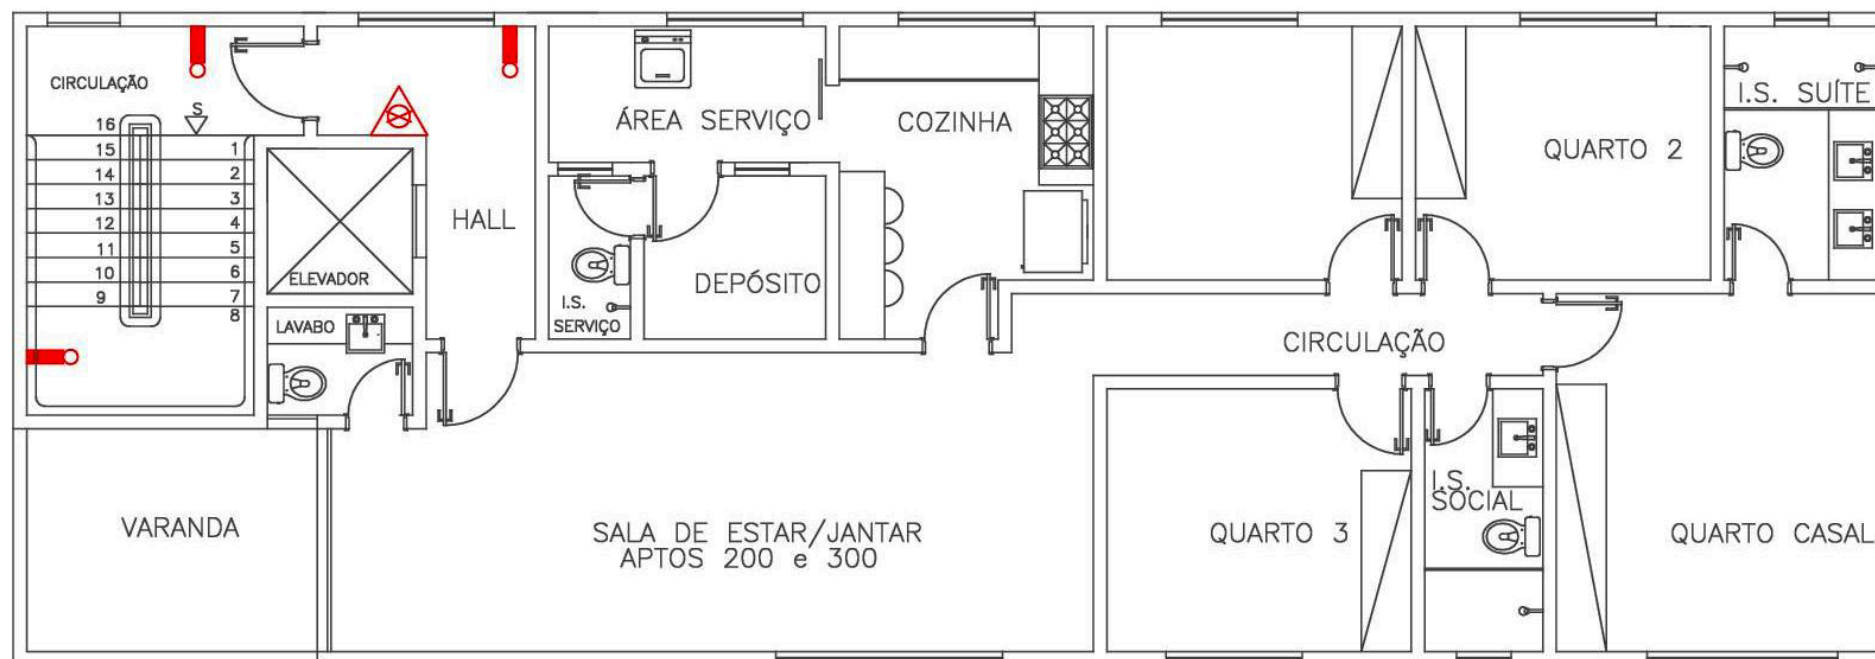 CIRCULAÇÃO
S
16
15
14
13
12
11
10
9
1
2
3
4
5
6
7
8
ELEVADOR
LAVABO
HALL
ÁREA SERVIÇO
COZINHA
I.S.
SERVIÇO
DEPÓSITO
QUARTO 2
I.S. SUÍTE
CIRCULAÇÃO
VARANDA
SALA DE ESTAR/JANTAR
APTOS 200 e 300
QUARTO 3
I.S.
SOCIAL
QUARTO CASAL